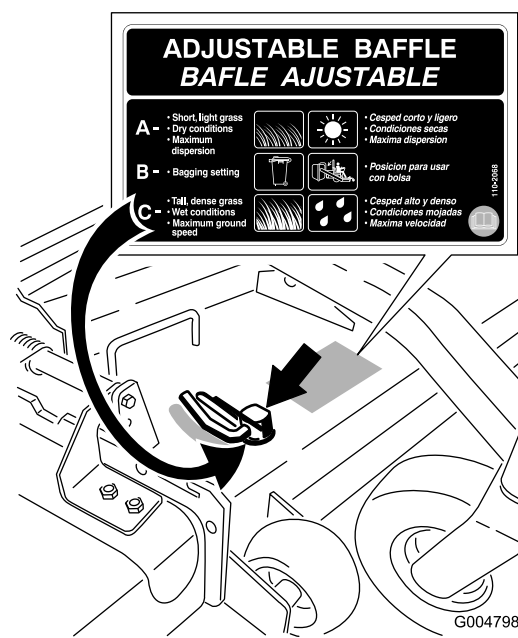 ADJUSTABLE BAFFLE
BAFLE AJUSTABLE
A- • Short, light grass
• Dry conditions
• Maximum
dispersion
• Cesped corto y ligero
• Condiciones secas
• Maxima dispersion
B - • Bagging setting
• Posicion para usar
con bolsa
C- • Tall, dense grass
• Wet conditions
• Maximum ground
speed
• Cesped alto y denso
• Condiciones mojadas
• Maxima velocidad
110-2068
G004798